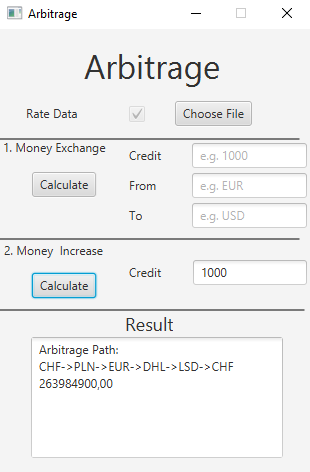 Arbitrage
Arbitrage
Rate Data
Choose File
1. Money Exchange
Credit
e.g. 1000
Calculate
From
e.g. EUR
To
e.g. USD
2. Money Increase
Credit
1000
Calculate
Result
Arbitrage Path:
CHF->PLN->EUR->DHL->LSD->CHF
263984900,00